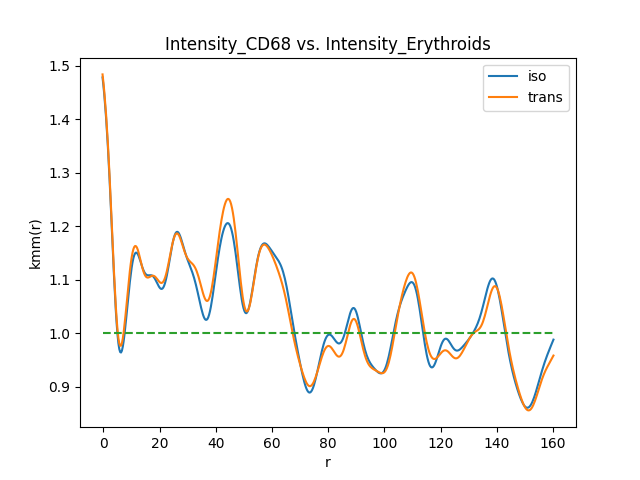 Intensity_CD68 vs. Intensity_Erythroids
iso
trans
kmm(r)
1.5
1.4
1.3
1.2
1.1
1.0
0.9
0 20 40 60 80 100 120 140 160
r